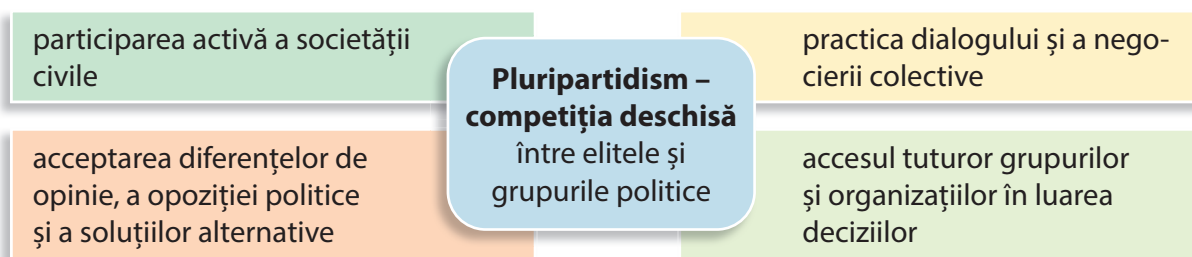 participarea activă a societății
civile
practica dialogului și a nego-
cierii colective
Pluripartidism –
competiția deschisă
între elitele și
grupurile politice
acceptarea diferențelor de
opinie, a opoziției politice
și a soluțiilor alternative
accesul tuturor grupurilor
și organizațiilor în luarea
deciziilor